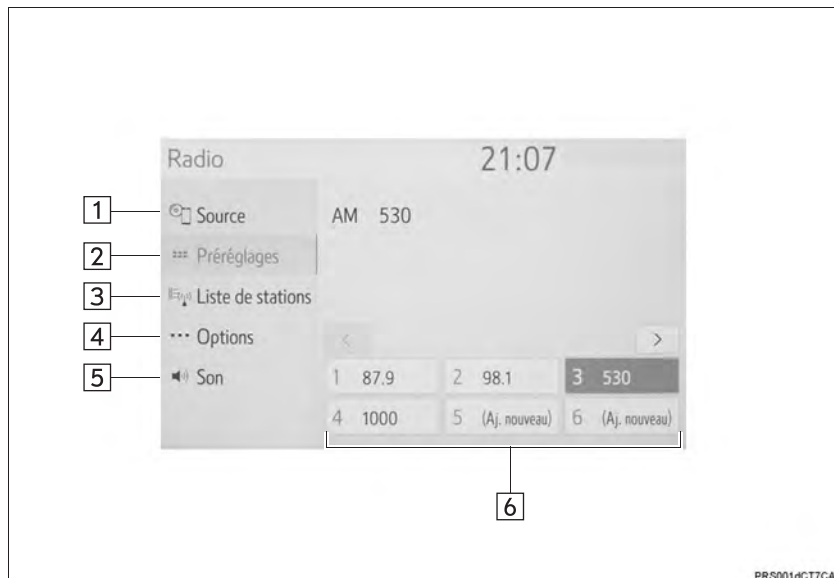 Radio 21:07
1 Source AM 530
2 Préréglages
3 Liste de stations
4 Options < >
5 Son 1 87.9 2 98.1 3 530
4 1000 5 (Aj. nouveau) 6 (Aj. nouveau)
6
PRS001dCT7CA